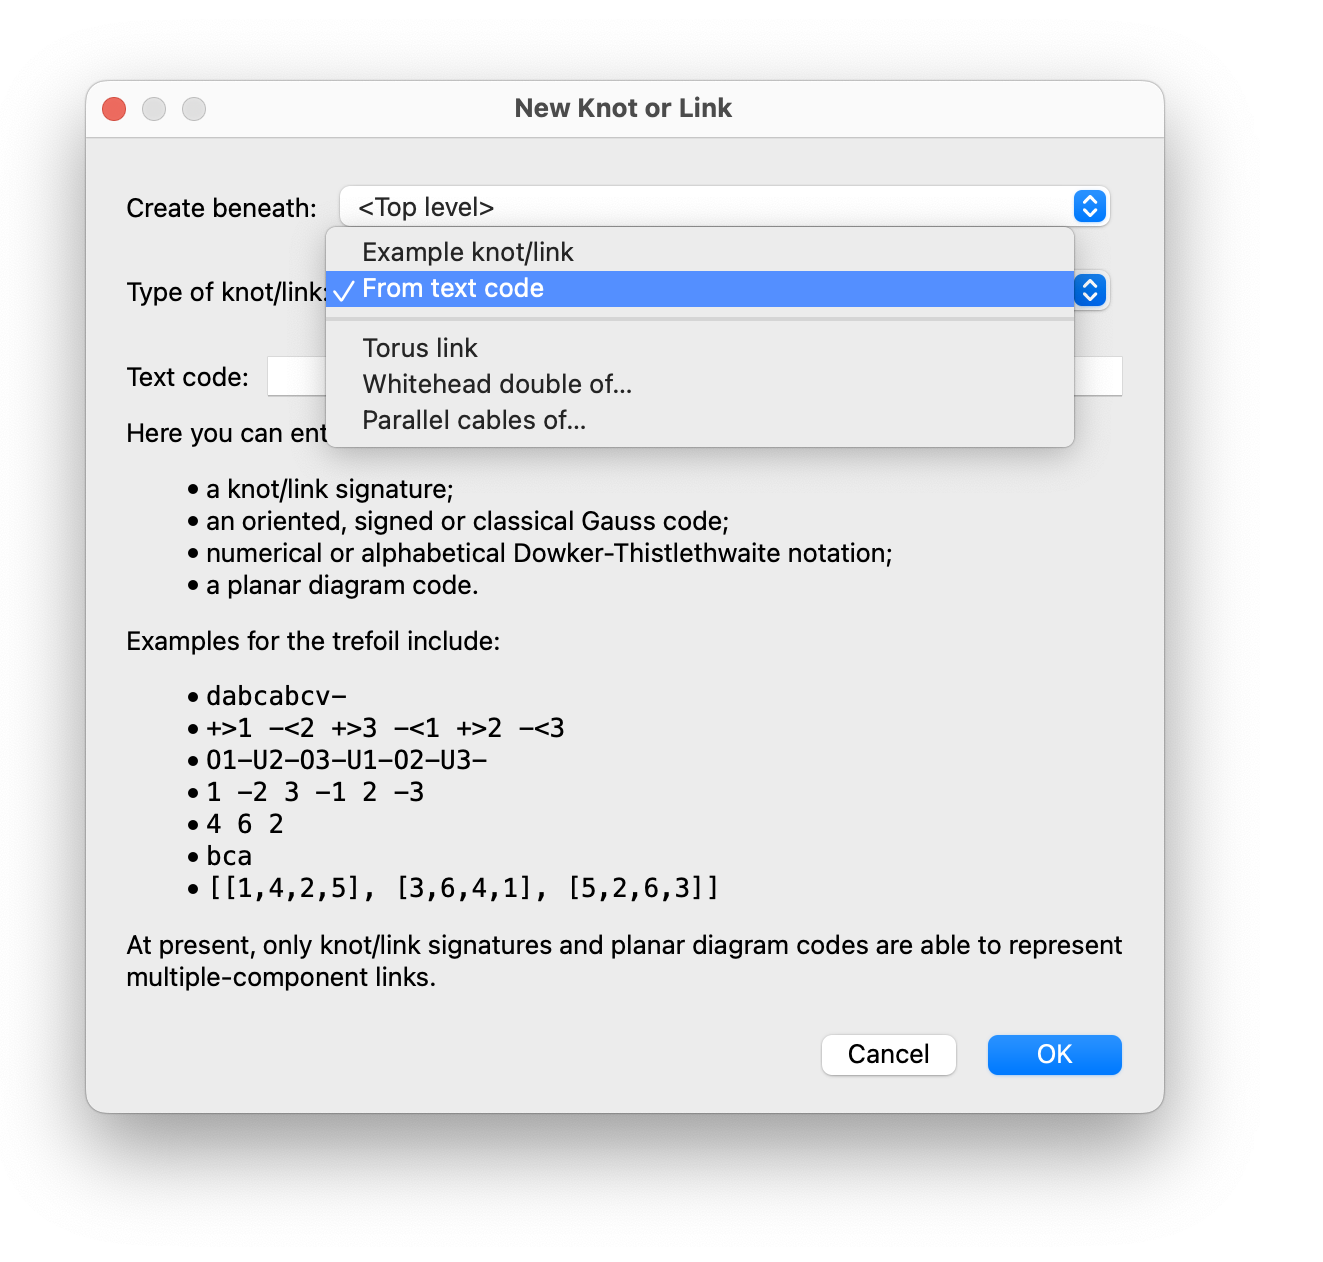 New Knot or Link
Create beneath: <Top level>
Example knot/link
Type of knot/link: ✓ From text code
Torus link
Text code:
Whitehead double of...
Parallel cables of...
Here you can ent
• a knot/link signature;
• an oriented, signed or classical Gauss code;
• numerical or alphabetical Dowker-Thistlethwaite notation;
• a planar diagram code.
Examples for the trefoil include:
• dabcabcv-
• +>1 -<2 +>3 -<1 +>2 -<3
• O1-U2-O3-U1-O2-U3-
• 1 -2 3 -1 2 -3
• 4 6 2
• bca
• [[1,4,2,5], [3,6,4,1], [5,2,6,3]]
At present, only knot/link signatures and planar diagram codes are able to represent
multiple-component links.
Cancel OK